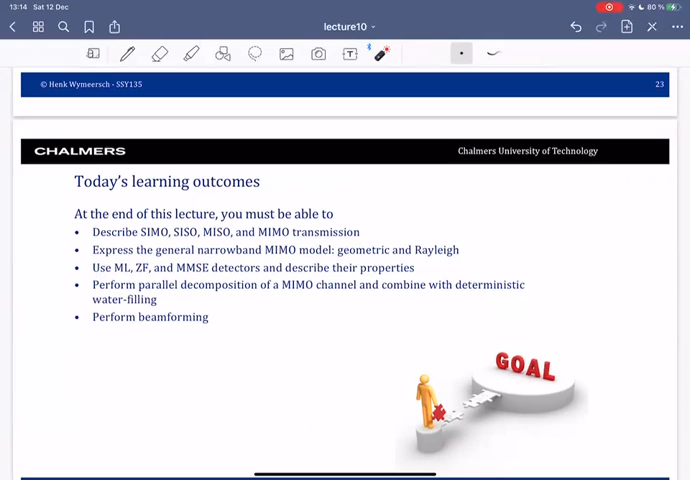 13:14 Sat 12 Dec
80 %
lecture10
© Henk Wymeersch - SSY135
23
CHALMERS
Chalmers University of Technology
Today's learning outcomes
At the end of this lecture, you must be able to
• Describe SIMO, SISO, MISO, and MIMO transmission
• Express the general narrowband MIMO model: geometric and Rayleigh
• Use ML, ZF, and MMSE detectors and describe their properties
• Perform parallel decomposition of a MIMO channel and combine with deterministic
water-filling
• Perform beamforming
GOAL